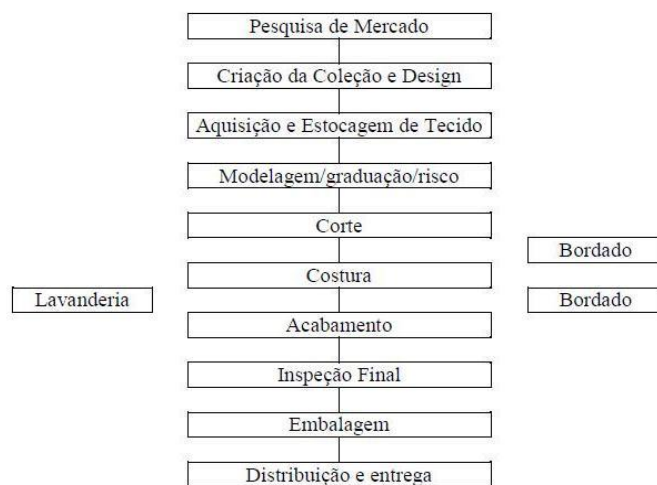 Pesquisa de Mercado
Criação da Coleção e Design
Aquisição e Estocagem de Tecido
Modelagem/graduação/risco
Corte
Bordado
Costura
Lavanderia
Bordado
Acabamento
Inspeção Final
Embalagem
Distribuição e entrega